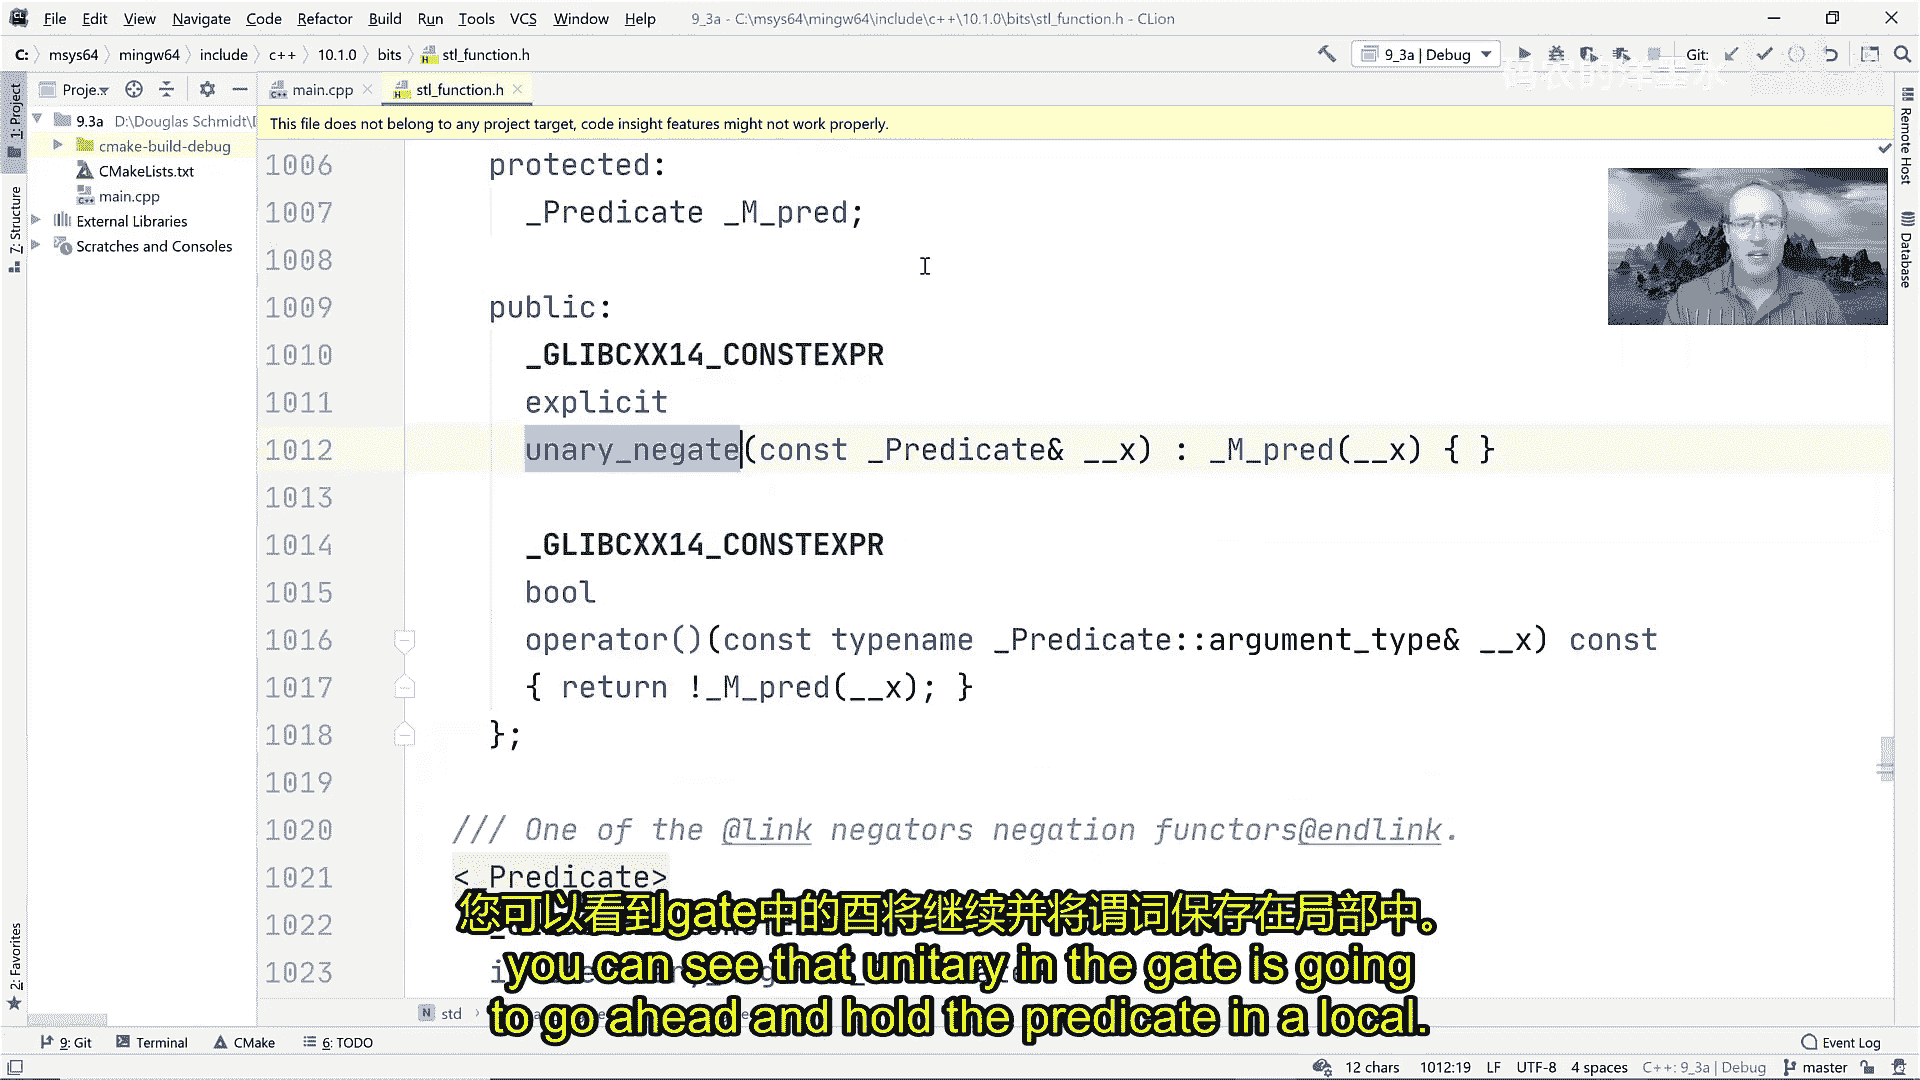 File Edit View Navigate Code Refactor Build Run Tools VCS Window Help 9_3a - C:\msys64\mingw64\include\c++\10.1.0\bits\stl_function.h - CLion
C: msys64 mingw64 include c++ 10.1.0 bits stl_function.h 9_3a | Debug Git:
Proje... main.cpp stl_function.h
1: Project
This file does not belong to any project target, code insight features might not work properly.
9.3a D:\Douglas Schmidt\
cmake-build-debug
CMakeLists.txt
main.cpp
External Libraries
Scratches and Consoles
7: Structure
2: Favorites
Remote Host
Database
1006 protected:
1007 _Predicate _M_pred;
1008
1009 public:
1010 _GLIBCXX14_CONSTEXPR
1011 explicit
1012 unary_negate(const _Predicate& __x) : _M_pred(__x) { }
1013
1014 _GLIBCXX14_CONSTEXPR
1015 bool
1016 operator()(const typename _Predicate::argument_type& __x) const
1017 { return !_M_pred(__x); }
1018 };
1019
1020 /// One of the @link negators negation functors@endlink.
1021 <_Predicate>
1022
1023
您可以看到gate中的酉将继续并将谓词保存在局部中。
you can see that unitary in the gate is going
to go ahead and hold the predicate in a local.
std
9: Git Terminal CMake 6: TODO Event Log
12 chars 1012:19 LF UTF-8 4 spaces C++: 9_3a | Debug master